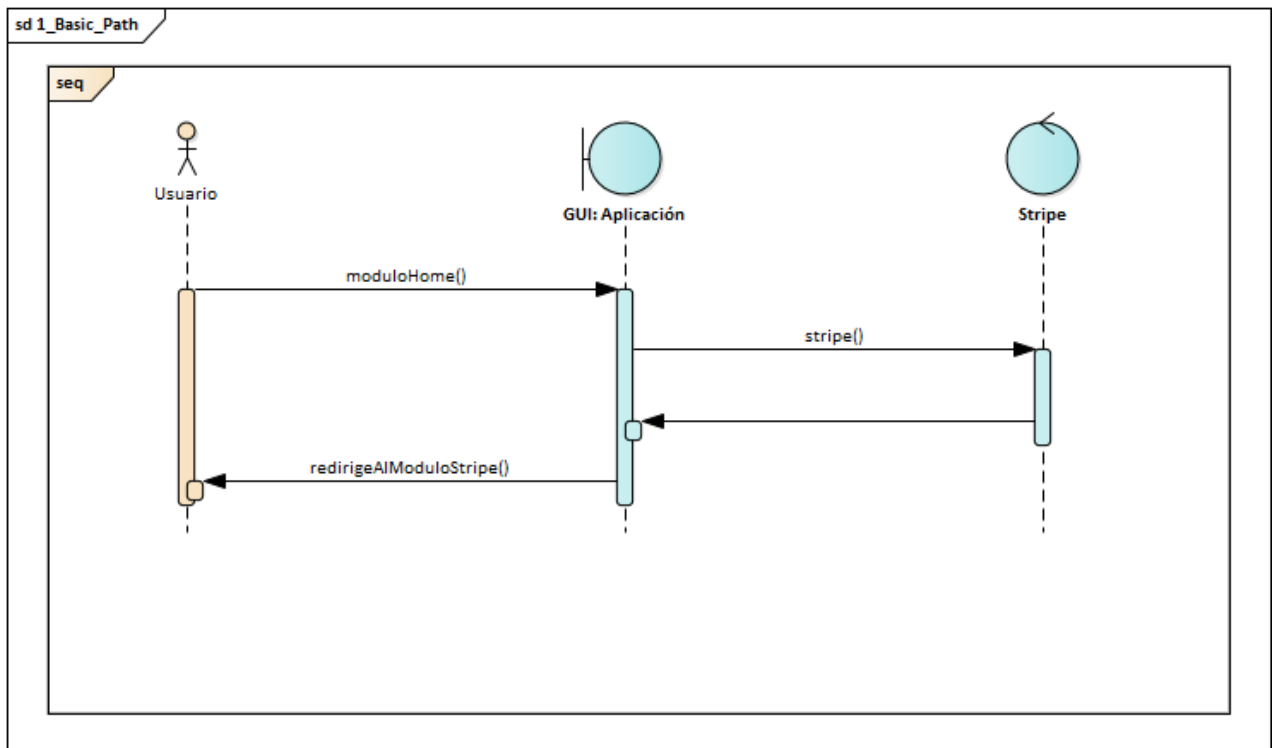 sd 1_Basic_Path
seq
Usuario
GUI: Aplicación
Stripe
moduloHome()
stripe()
redirigeAlModuloStripe()